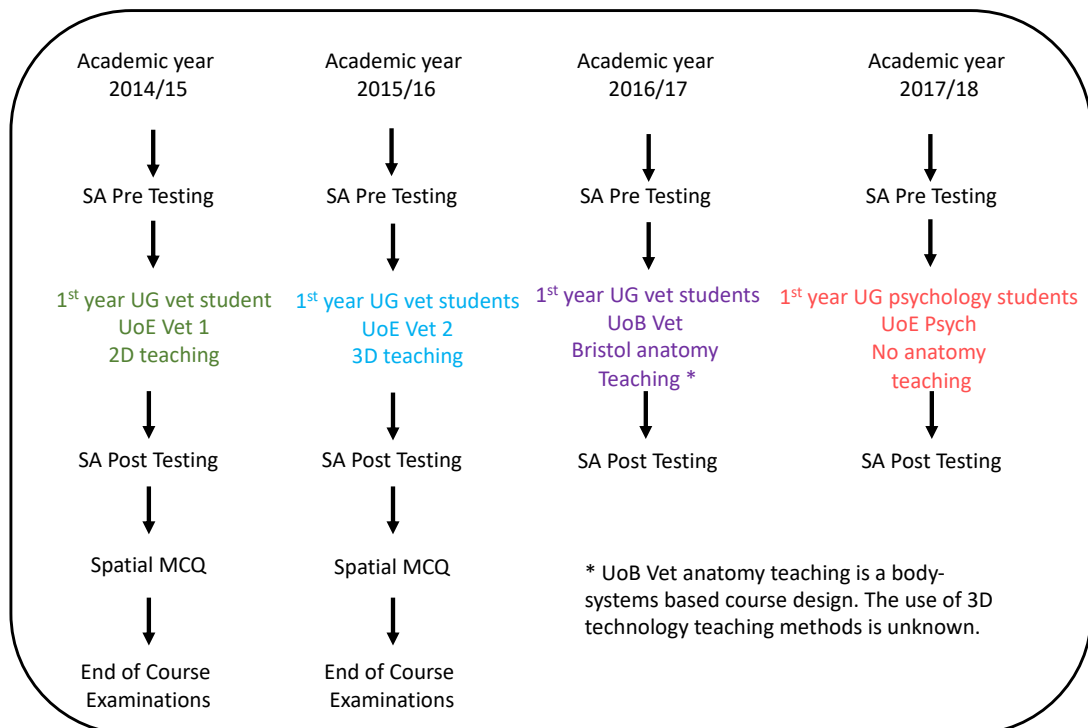 Academic year
2014/15
SA Pre Testing
1st year UG vet student
UoE Vet 1
2D teaching
SA Post Testing
Spatial MCQ
End of Course
Examinations
Academic year
2015/16
SA Pre Testing
1st year UG vet students
UoE Vet 2
3D teaching
SA Post Testing
Spatial MCQ
End of Course
Examinations
Academic year
2016/17
SA Pre Testing
1st year UG vet students
UoB Vet
Bristol anatomy
Teaching *
SA Post Testing
Academic year
2017/18
SA Pre Testing
1st year UG psychology students
UoE Psych
No anatomy
teaching
SA Post Testing
* UoB Vet anatomy teaching is a body-
systems based course design. The use of 3D
technology teaching methods is unknown.